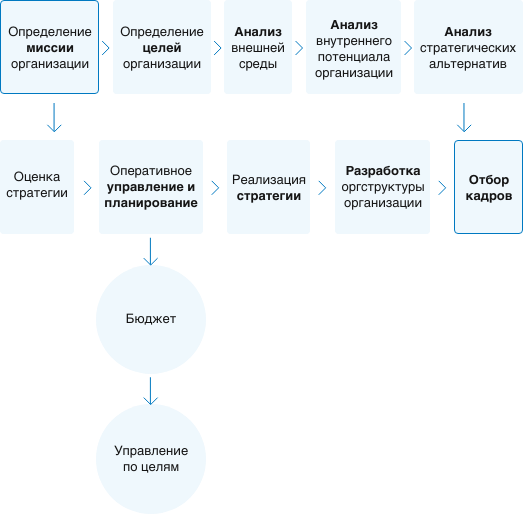 Определение
миссии
организации
Определение
целей
организации
Анализ
внешней
среды
Анализ
внутреннего
потенциала
организации
Анализ
стратегических
альтернатив
Оценка
стратегии
Оперативное
управление и
планирование
Реализация
стратегии
Разработка
оргструктуры
организации
Отбор
кадров
Бюджет
Управление
по целям